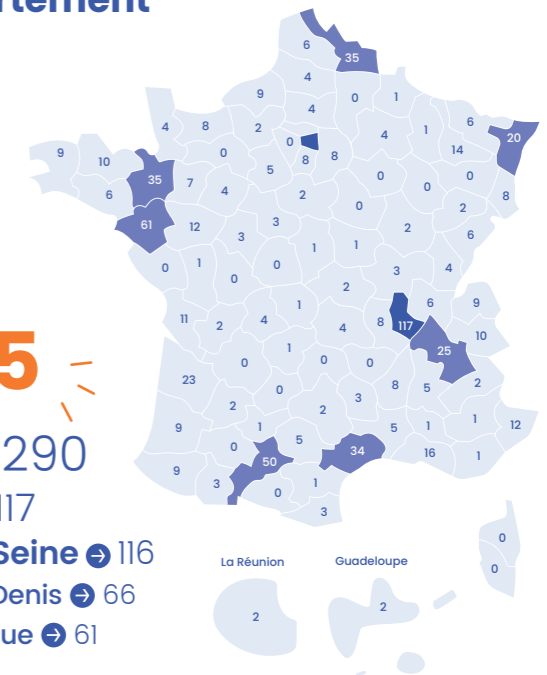 rtement
6
35
4
9 4 0 1
4 8 2 0 4 1 6 20
9 10 35 0 5 8 8 14
6 7 4 2 0 0 0 8
61 12 3 3 0 2 2 6
0 1 0 0 1 1 3 4
11 2 4 1 2 8 117 6 9
5
0 1 0 4 0 25 10
23 0 3 8 5 2
2 2
9 0 1 5 34 5 1 1 12
9 3 50 0 1 16 1
3
290
117
Seine → 116
Denis → 66
ue → 61
0
0
La Réunion Guadeloupe
2 2